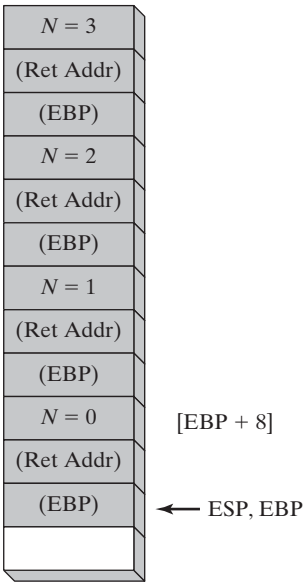 N = 3
(Ret Addr)
(EBP)
N = 2
(Ret Addr)
(EBP)
N = 1
(Ret Addr)
(EBP)
N = 0 [EBP + 8]
(Ret Addr)
(EBP) ESP, EBP